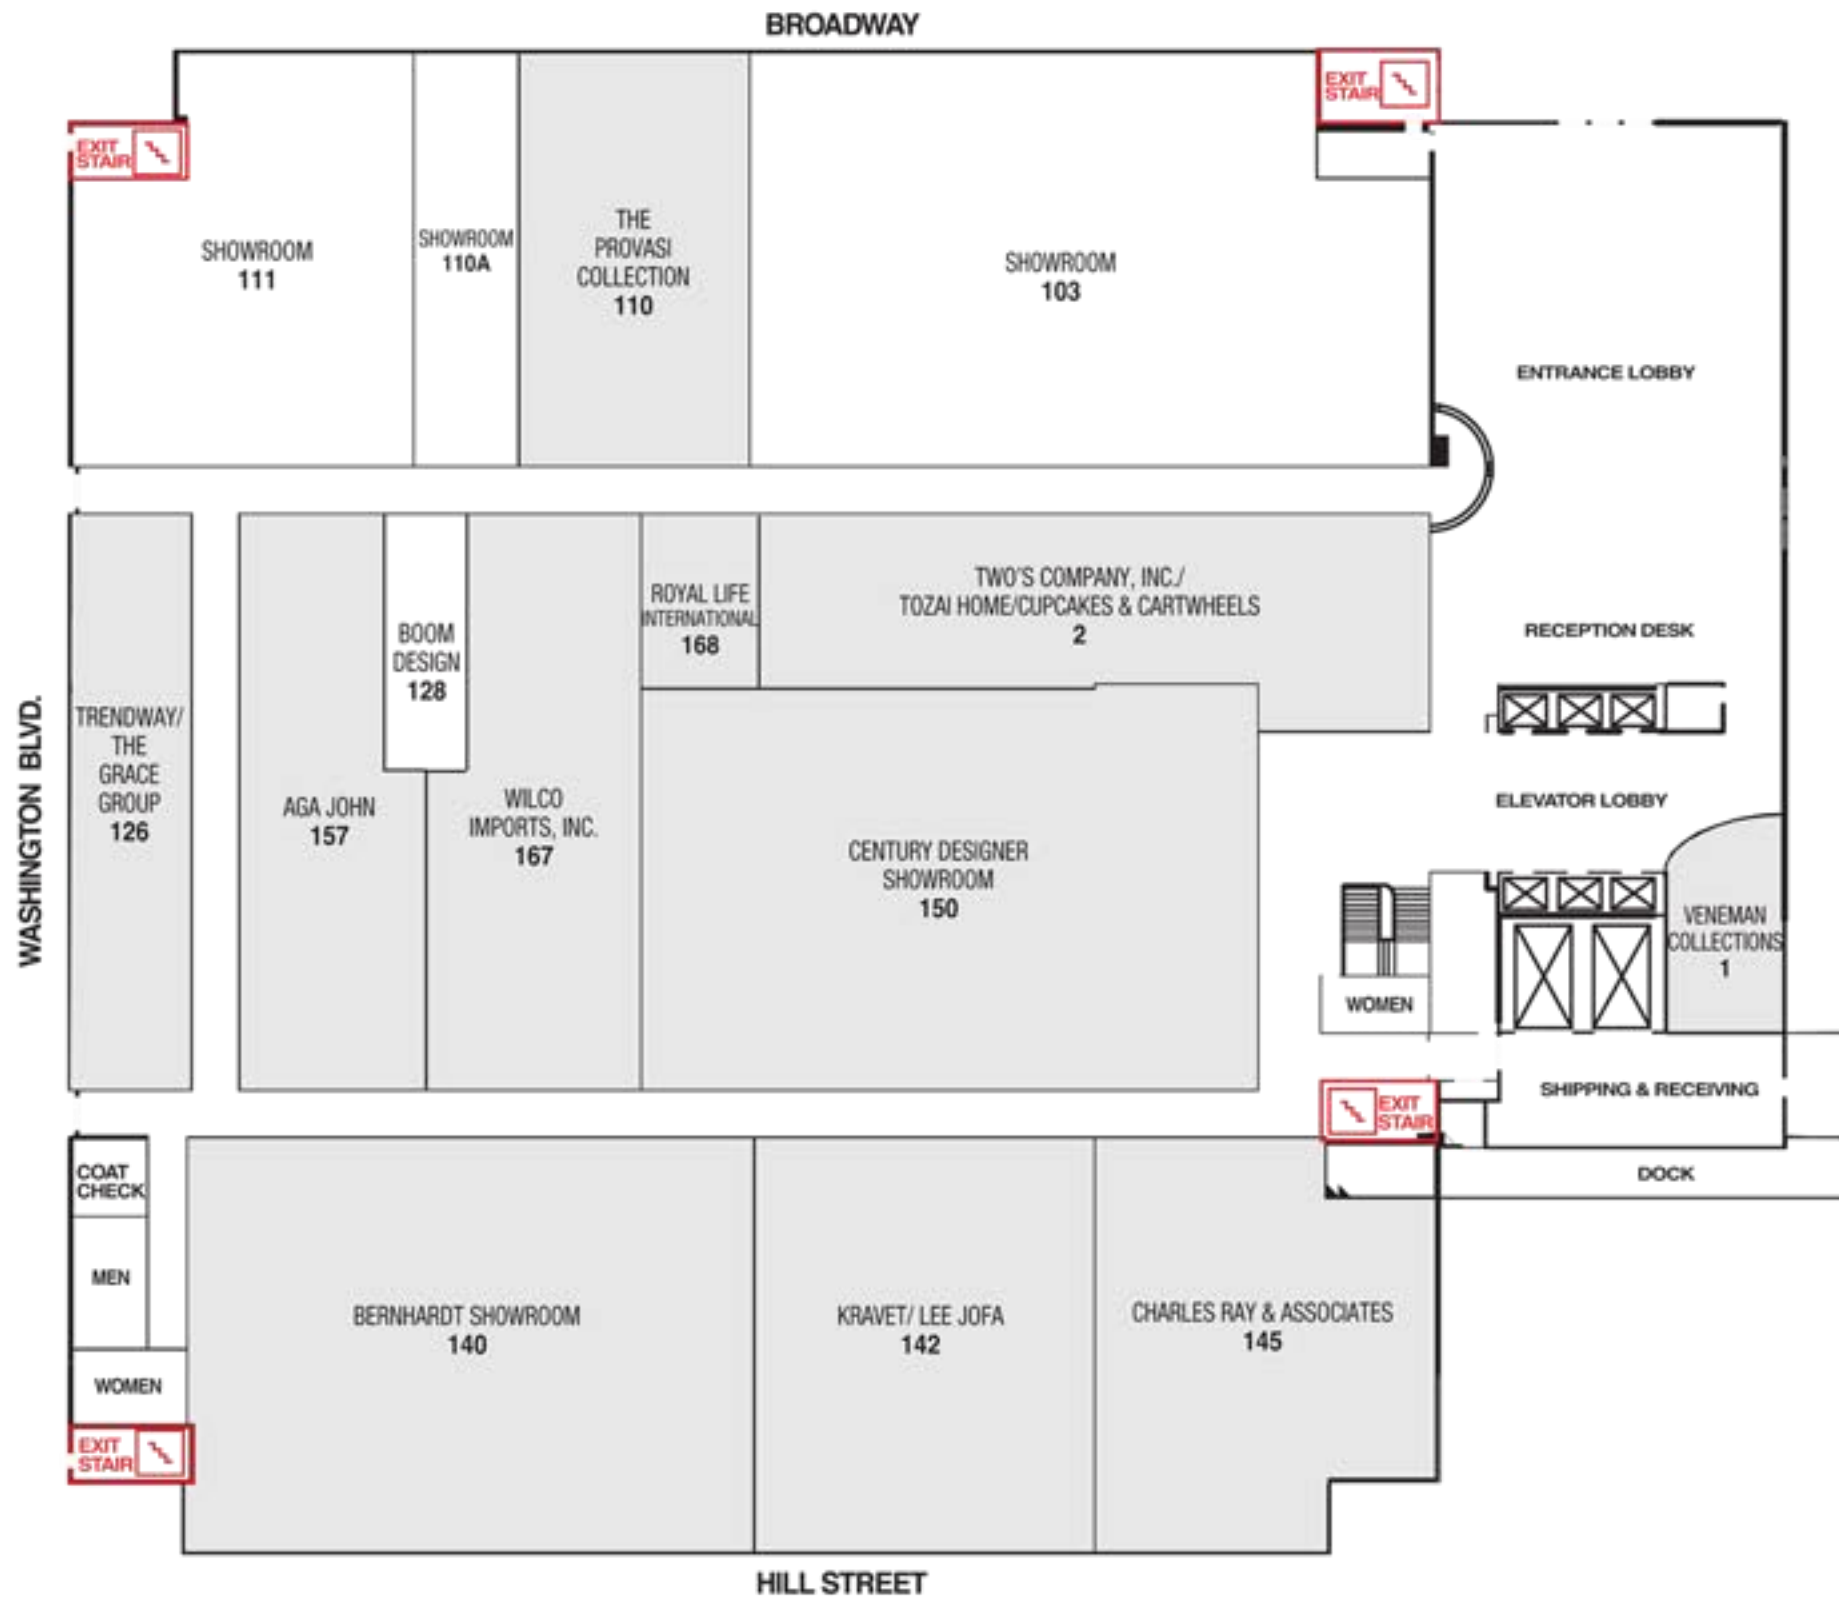 BROADWAY
EXIT
STAIR
EXIT
STAIR
SHOWROOM
111
SHOWROOM
110A
THE
PROVASI
COLLECTION
110
SHOWROOM
103
ENTRANCE LOBBY
WASHINGTON BLVD.
TRENDWAY/
THE
GRACE
GROUP
126
AGA JOHN
157
BOOM
DESIGN
128
WILCO
IMPORTS, INC.
167
ROYAL LIFE
INTERNATIONAL
168
TWO'S COMPANY, INC./
TOZAI HOME/CUPCAKES & CARTWHEELS
2
RECEPTION DESK
ELEVATOR LOBBY
CENTURY DESIGNER
SHOWROOM
150
VENEMAN
COLLECTIONS
1
WOMEN
SHIPPING & RECEIVING
EXIT
STAIR
DOCK
COAT
CHECK
MEN
WOMEN
EXIT
STAIR
BERNHARDT SHOWROOM
140
KRAVET/ LEE JOFA
142
CHARLES RAY & ASSOCIATES
145
HILL STREET